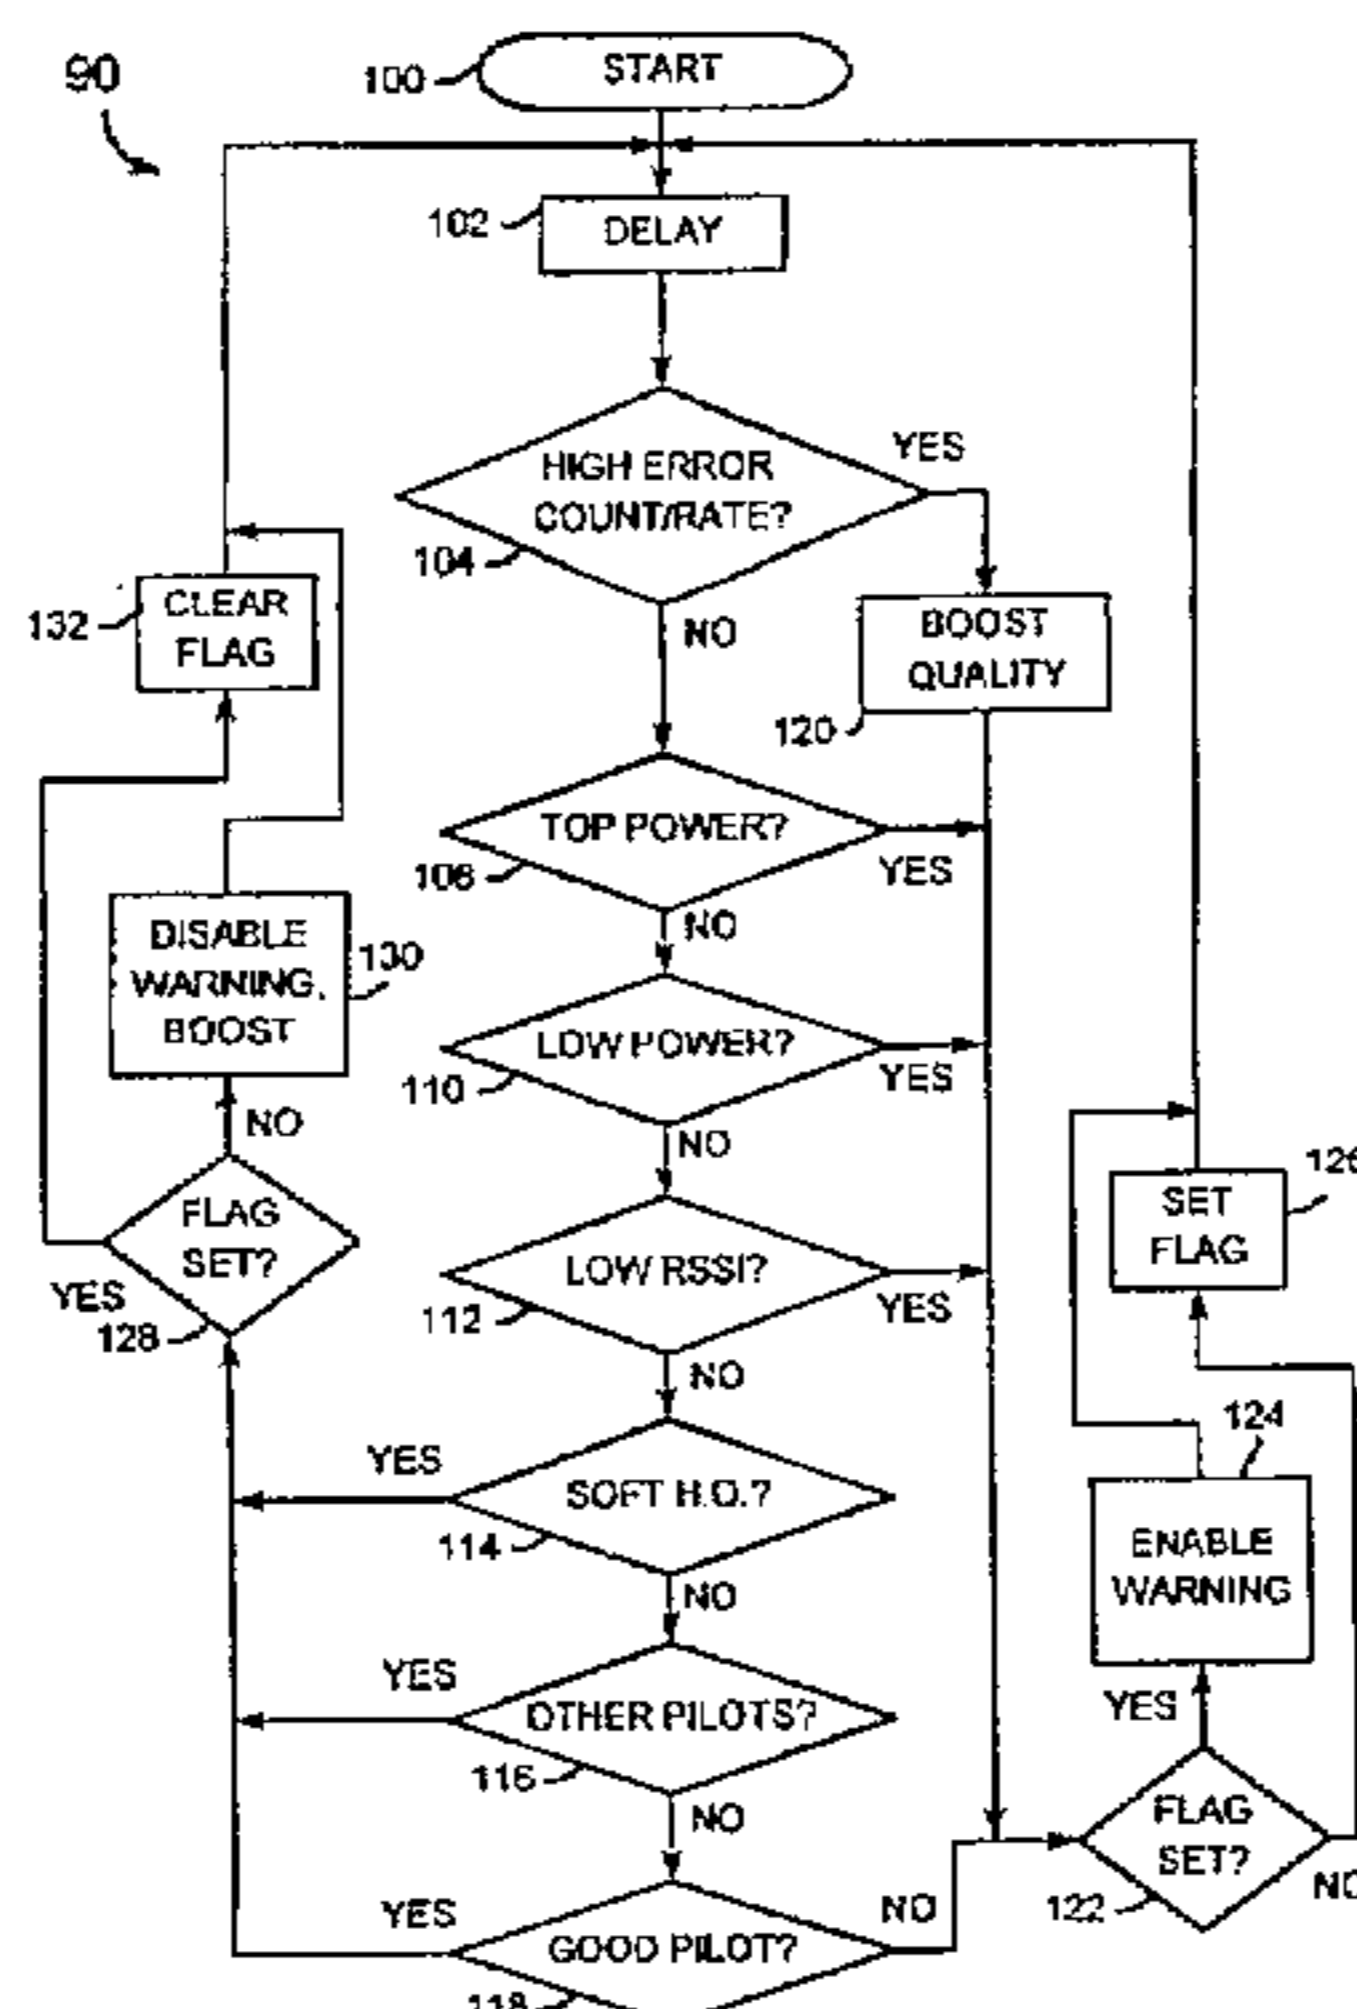 90
100
START
102
DELAY
HIGH ERROR
COUNT/RATE?
104
YES
NO
BOOST
QUALITY
120
CLEAR
FLAG
132
TOP POWER?
YES
NO
DISABLE
WARNING,
BOOST
130
LOW POWER?
110
YES
NO
NO
FLAG
SET?
YES
128
LOW RSSI?
112
YES
NO
SET
FLAG
SOFT H.O.?
114
YES
NO
124
ENABLE
WARNING
OTHER PILOTS?
116
YES
NO
YES
FLAG
SET?
122
GOOD PILOT?
118
YES
NO